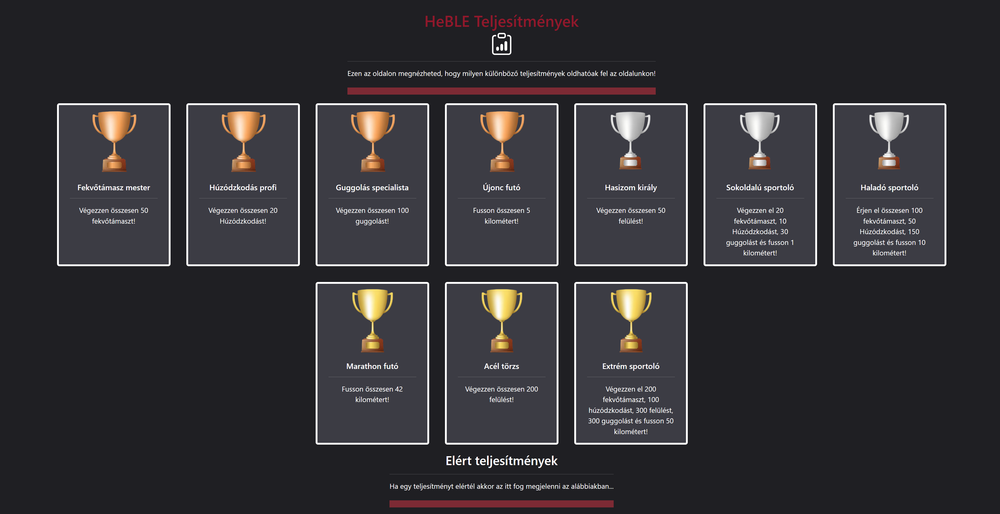 HeBLE Teljesítmények
Ezen az oldalon megnézheted, hogy milyen különböző teljesítmények oldhatóak fel az oldalunkon!
Fekvőtámasz mester
Végezzen összesen 50
fekvőtámaszt!
Húzódzkodás profi
Végezzen összesen 20
Húzódzkodást!
Guggolás specialista
Végezzen összesen 100
guggolást!
Újonc futó
Fusson összesen 5
kilométert!
Hasizom király
Végezzen összesen 50
felülést!
Sokoldalú sportoló
Végezzen el 20
fekvőtámaszt, 10
Húzódzkodást, 30
guggolást és fusson 1
kilométert!
Haladó sportoló
Érjen el összesen 100
fekvőtámaszt, 50
Húzódzkodást, 150
guggolást és fusson 10
kilométert!
Marathon futó
Fusson összesen 42
kilométert!
Acél törzs
Végezzen összesen 200
felülést!
Extrém sportoló
Végezzen el 200
fekvőtámaszt, 100
húzódzkodást, 300 felülést,
300 guggolást és fusson 50
kilométert!
Elért teljesítmények
Ha egy teljesítményt elértél akkor az itt fog megjelenni az alábbiakban...